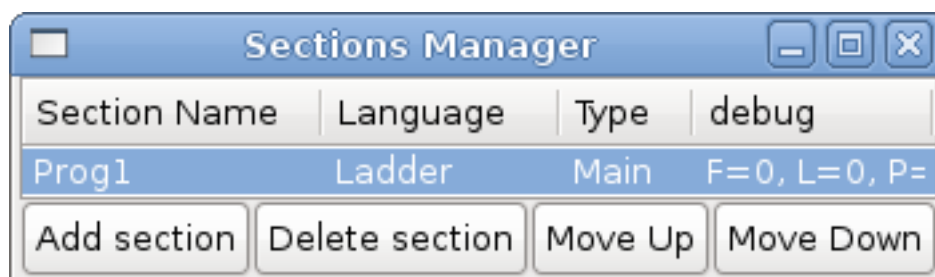 Sections Manager
Section Name Language Type debug
Prog1 Ladder Main F=0, L=0, P=
Add section Delete section Move Up Move Down